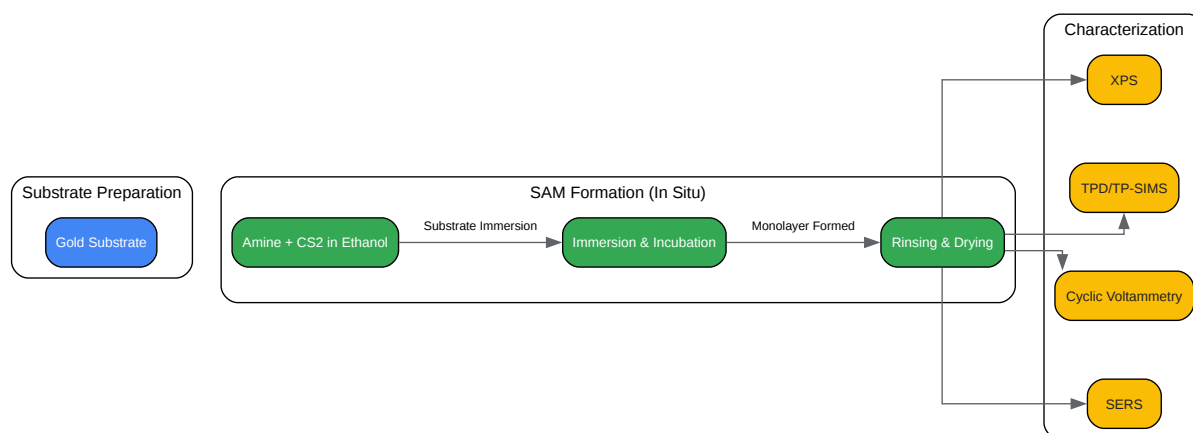 Substrate Preparation
Gold Substrate
SAM Formation (In Situ)
Amine + CS2 in Ethanol
Substrate Immersion
Immersion & Incubation
Monolayer Formed
Rinsing & Drying
Characterization
XPS
TPD/TP-SIMS
Cyclic Voltammetry
SERS